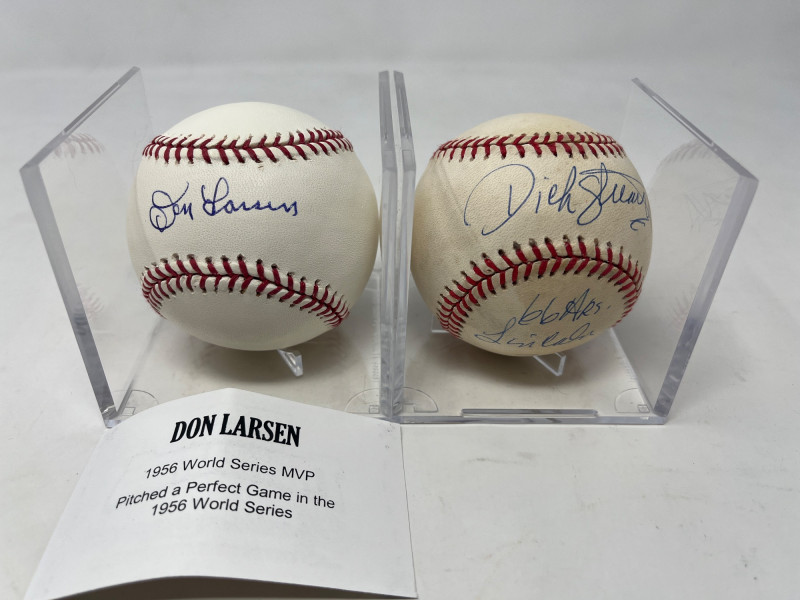 Don Larsen
Dick Stuart
66 Hrs.
Lincoln
DON LARSEN
1956 World Series MVP
Pitched a Perfect Game in the
1956 World Series